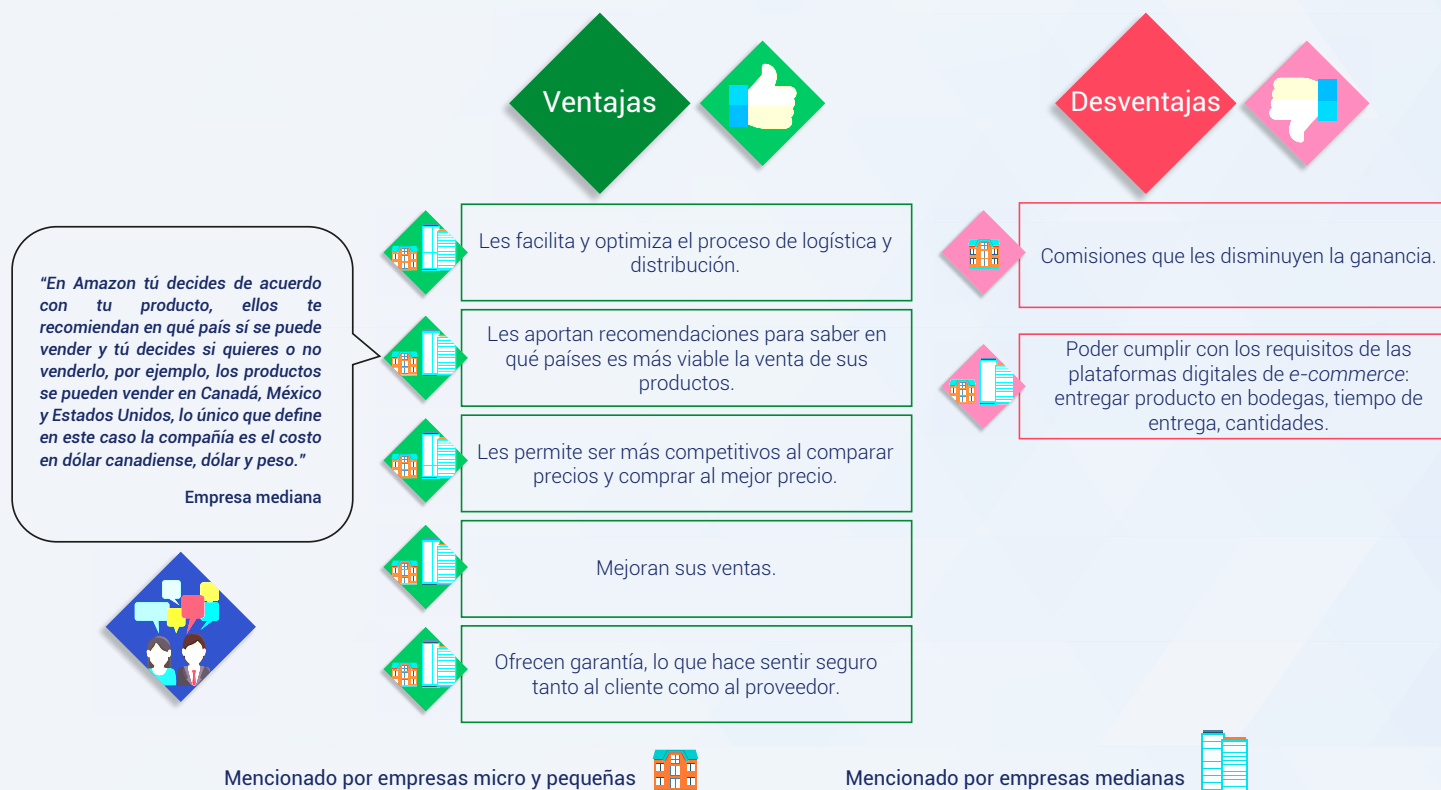 Ventajas
Desventajas
"En Amazon tú decides de acuerdo
con tu producto, ellos te
recomiendan en qué país sí se puede
vender y tú decides si quieres o no
venderlo, por ejemplo, los productos
se pueden vender en Canadá, México
y Estados Unidos, lo único que define
en este caso la compañía es el costo
en dólar canadiense, dólar y peso."
Empresa mediana
Les facilita y optimiza el proceso de logística y
distribución.
Les aportan recomendaciones para saber en
qué países es más viable la venta de sus
productos.
Les permite ser más competitivos al comparar
precios y comprar al mejor precio.
Mejoran sus ventas.
Ofrecen garantía, lo que hace sentir seguro
tanto al cliente como al proveedor.
Comisiones que les disminuyen la ganancia.
Poder cumplir con los requisitos de las
plataformas digitales de e-commerce:
entregar producto en bodegas, tiempo de
entrega, cantidades.
Mencionado por empresas micro y pequeñas
Mencionado por empresas medianas